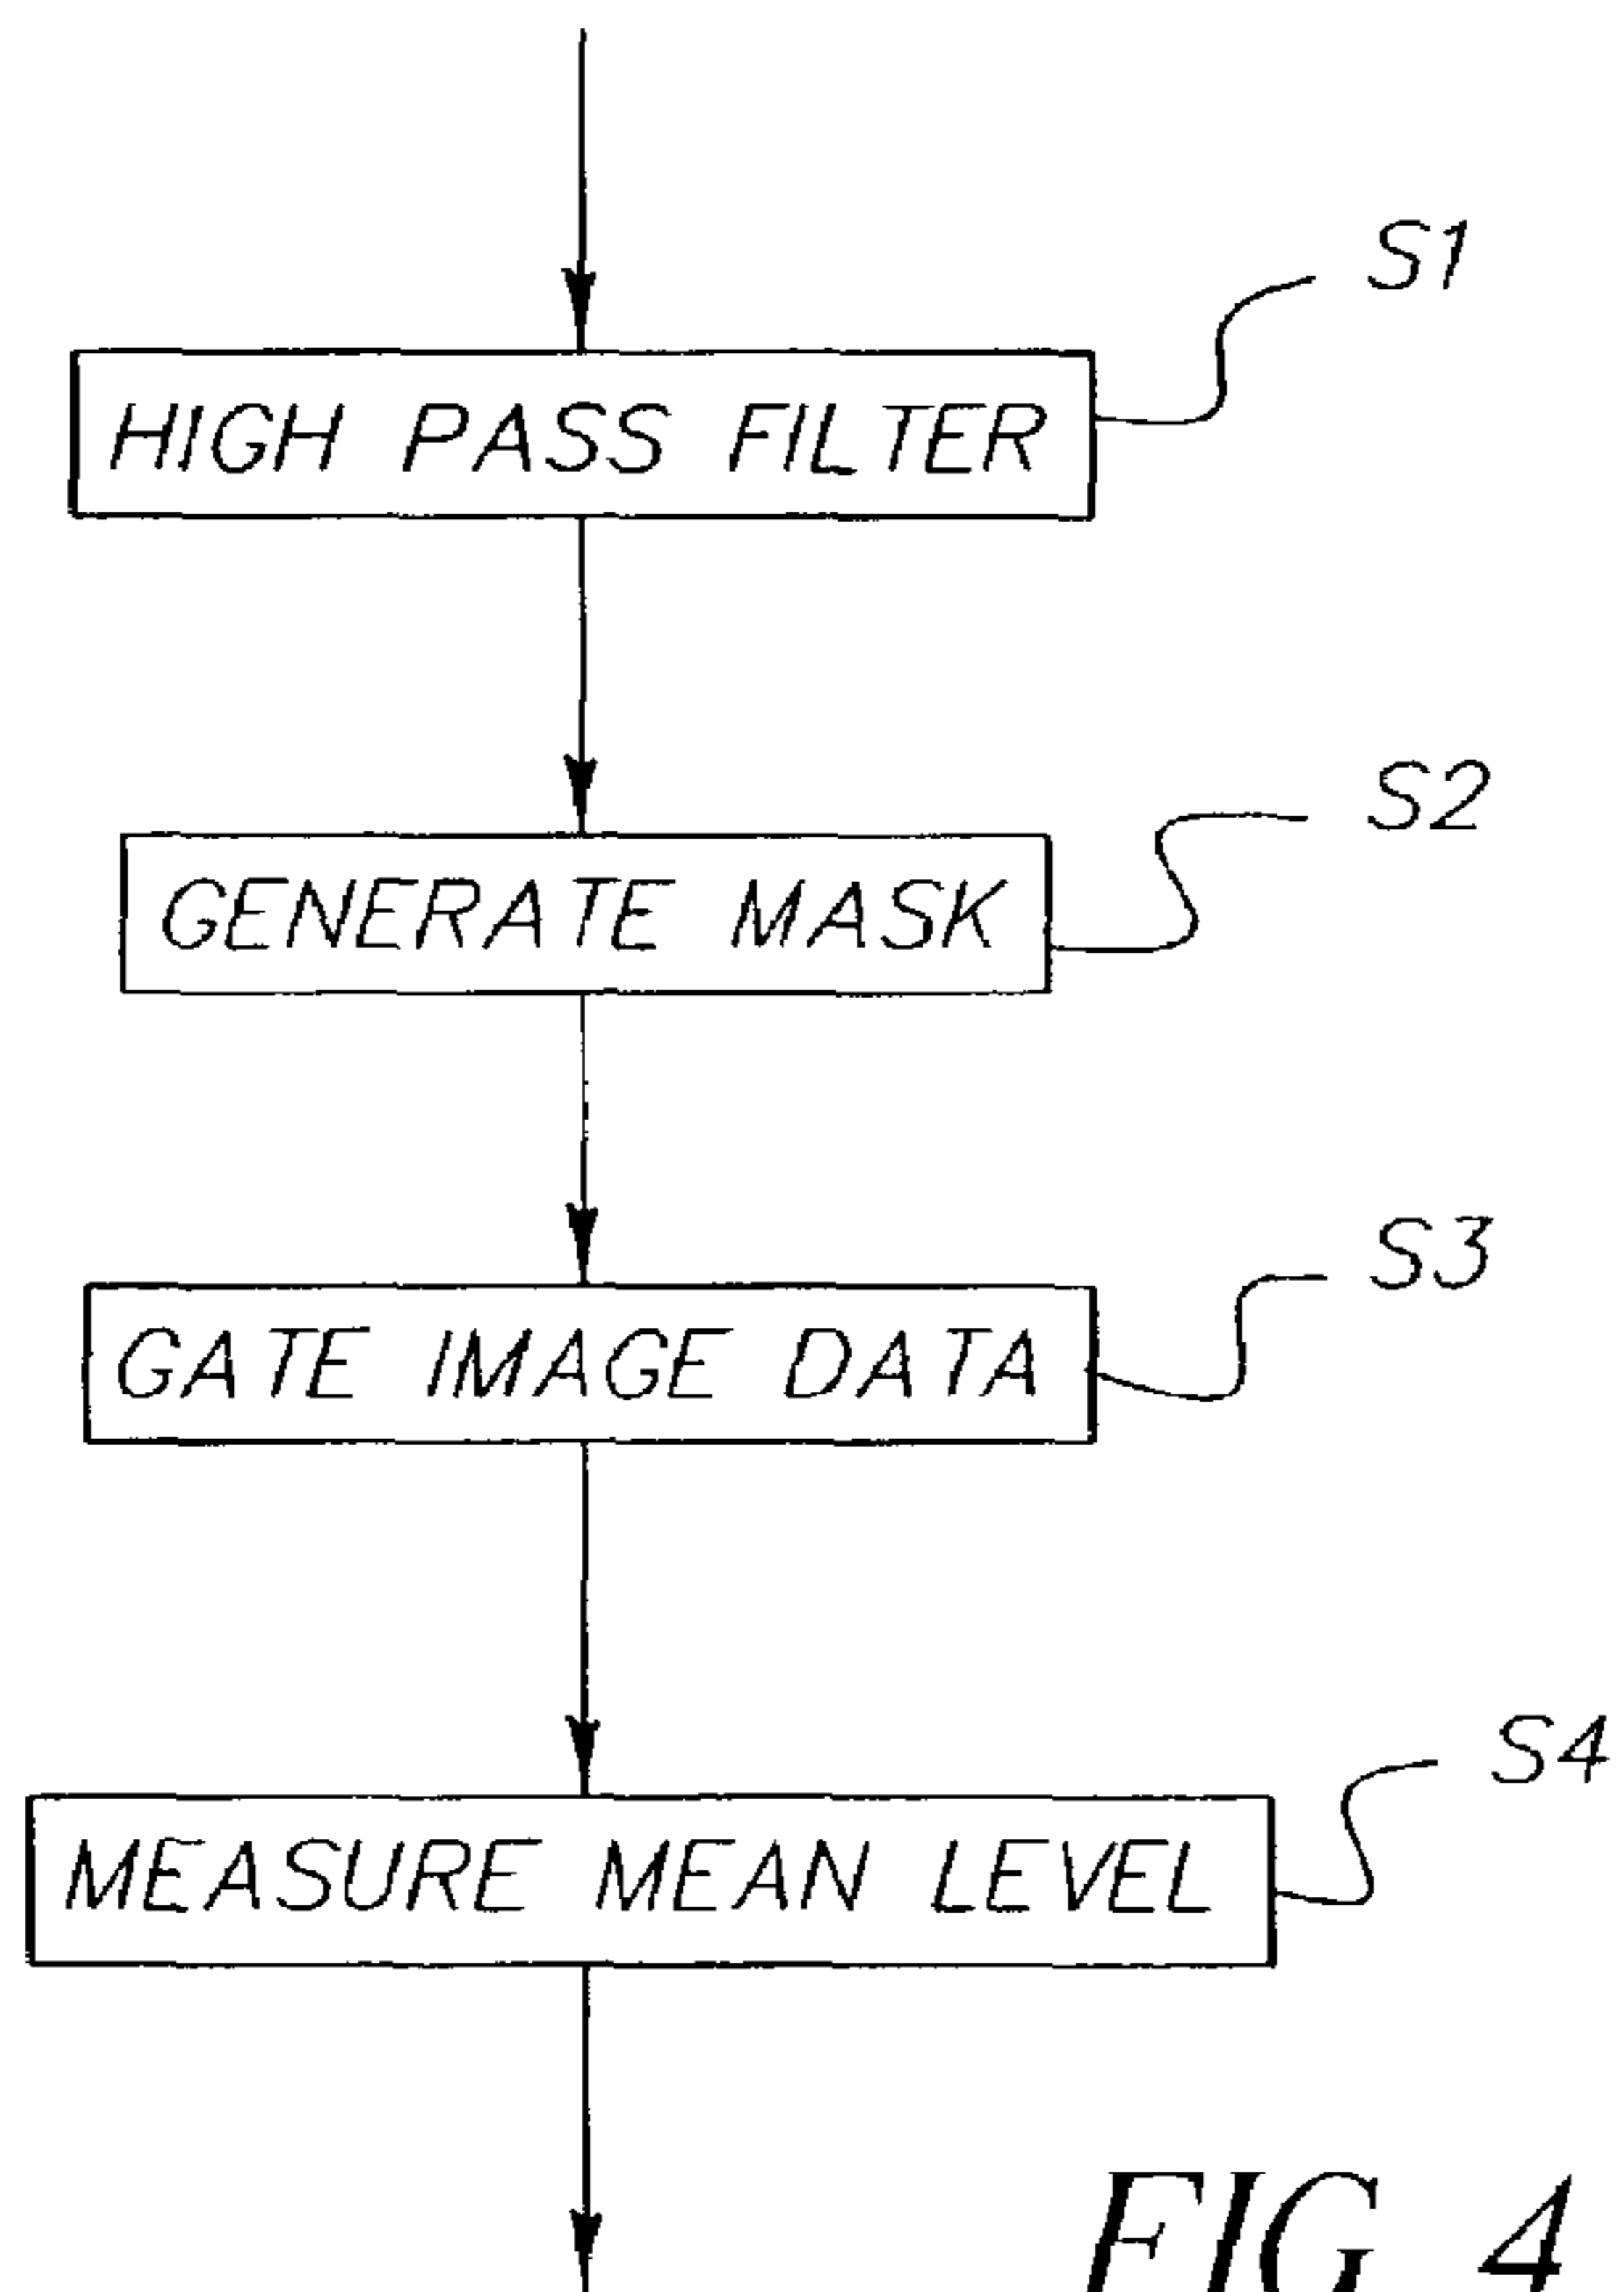 S1
HIGH PASS FILTER
S2
GENERATE MASK
S3
GATE IMAGE DATA
S4
MEASURE MEAN LEVEL
FIG 4